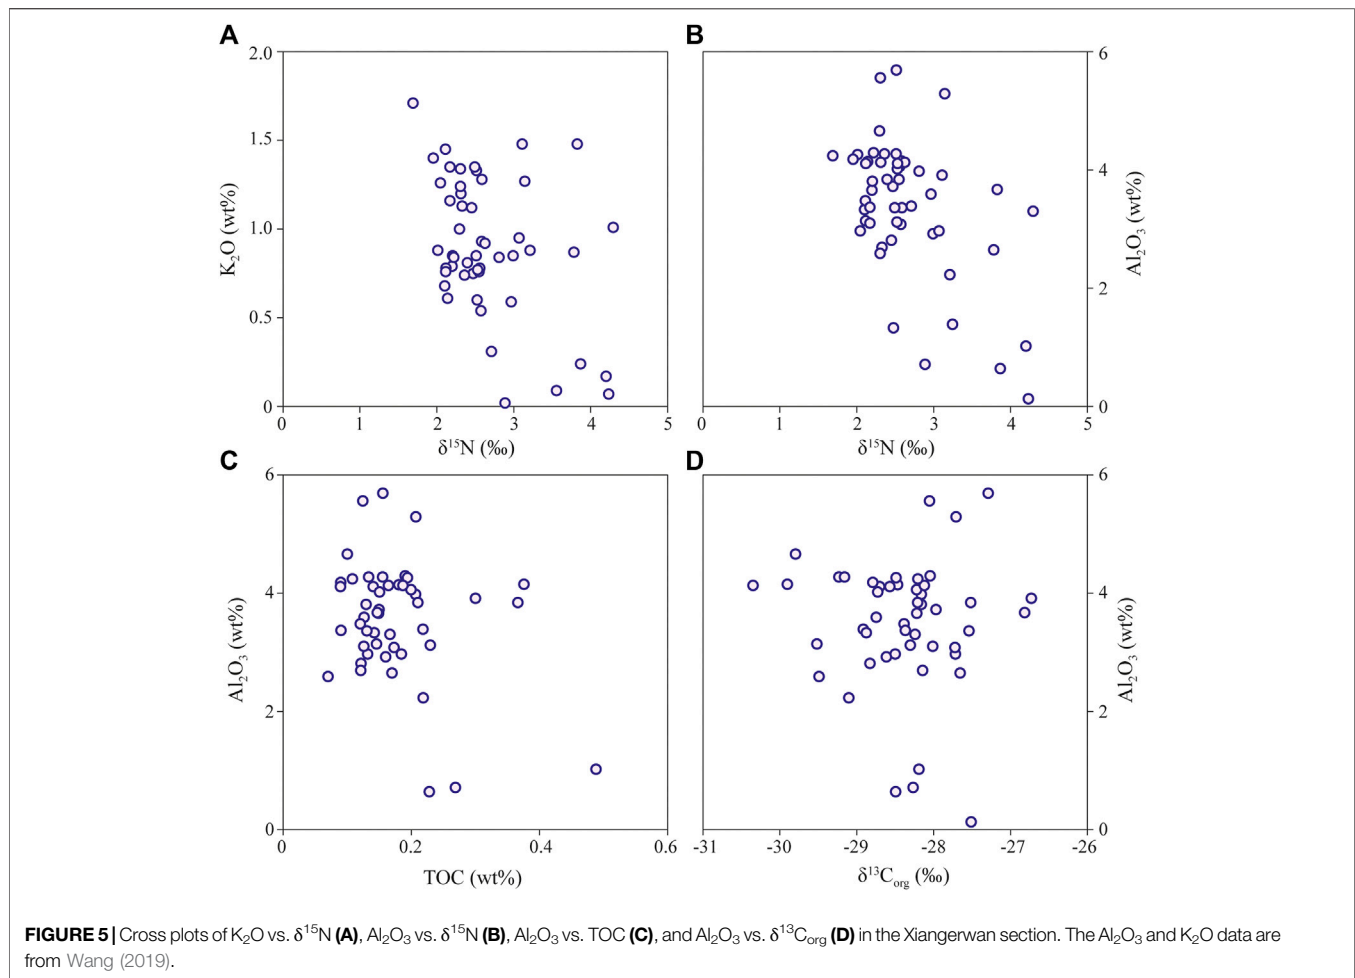 A
2.0
1.5
1.0
0.5
0
K₂O (wt%)
0 1 2 3 4 5
δ¹⁵N (‰)
B
6
4
2
0
Al₂O₃ (wt%)
0 1 2 3 4 5
δ¹⁵N (‰)
C
6
4
2
0
Al₂O₃ (wt%)
0 0.2 0.4 0.6
TOC (wt%)
D
6
4
2
0
Al₂O₃ (wt%)
-31 -30 -29 -28 -27 -26
δ¹³Corg (‰)
FIGURE 5 | Cross plots of K₂O vs. δ¹⁵N (A), Al₂O₃ vs. δ¹⁵N (B), Al₂O₃ vs. TOC (C), and Al₂O₃ vs. δ¹³Corg (D) in the Xiangerwan section. The Al₂O₃ and K₂O data are
from Wang (2019).